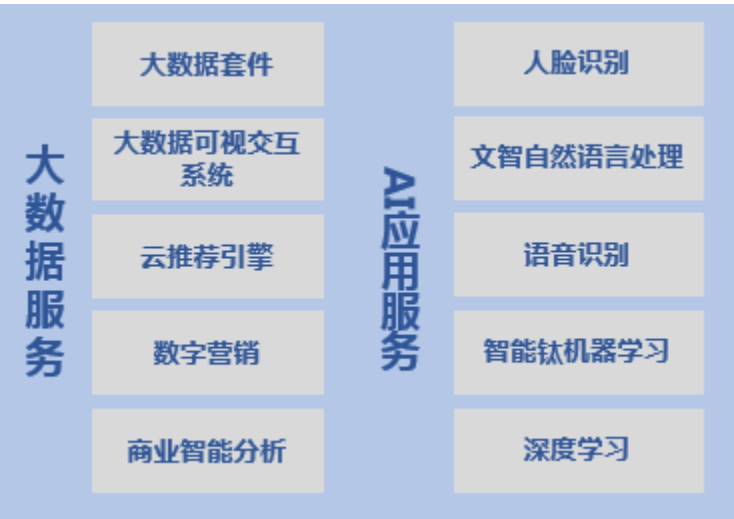 大数据服务
大数据套件
大数据可视交互
系统
云推荐引擎
数字营销
商业智能分析
AI应用服务
人脸识别
文智自然语言处理
语音识别
智能钛机器学习
深度学习